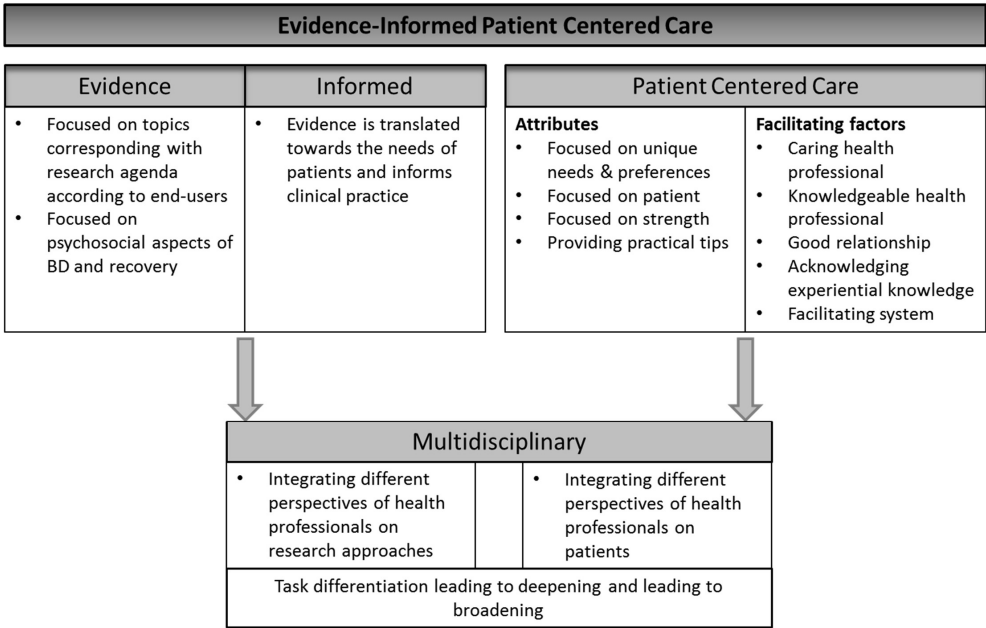 Evidence-Informed Patient Centered Care
Evidence
• Focused on topics
corresponding with
research agenda
according to end-users
• Focused on
psychosocial aspects of
BD and recovery
Informed
• Evidence is translated
towards the needs of
patients and informs
clinical practice
Patient Centered Care
Attributes
• Focused on unique
needs & preferences
• Focused on patient
• Focused on strength
• Providing practical tips
Facilitating factors
• Caring health
professional
• Knowledgeable health
professional
• Good relationship
• Acknowledging
experiential knowledge
• Facilitating system
Multidisciplinary
• Integrating different
perspectives of health
professionals on
research approaches
• Integrating different
perspectives of health
professionals on
patients
Task differentiation leading to deepening and leading to
broadening